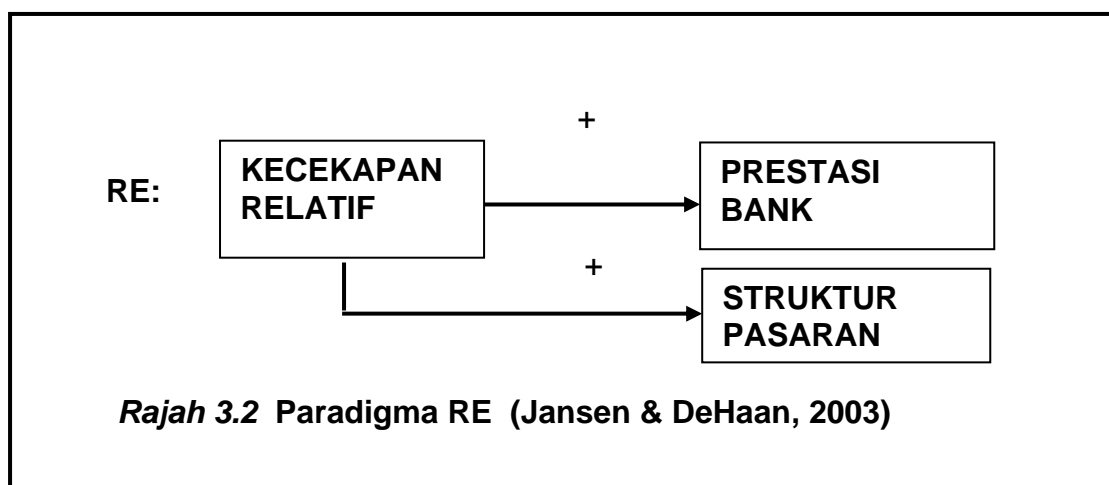 +
RE:
KECEKAPAN
RELATIF
PRESTASI
BANK
+
STRUKTUR
PASARAN
Rajah 3.2 Paradigma RE (Jansen & DeHaan, 2003)